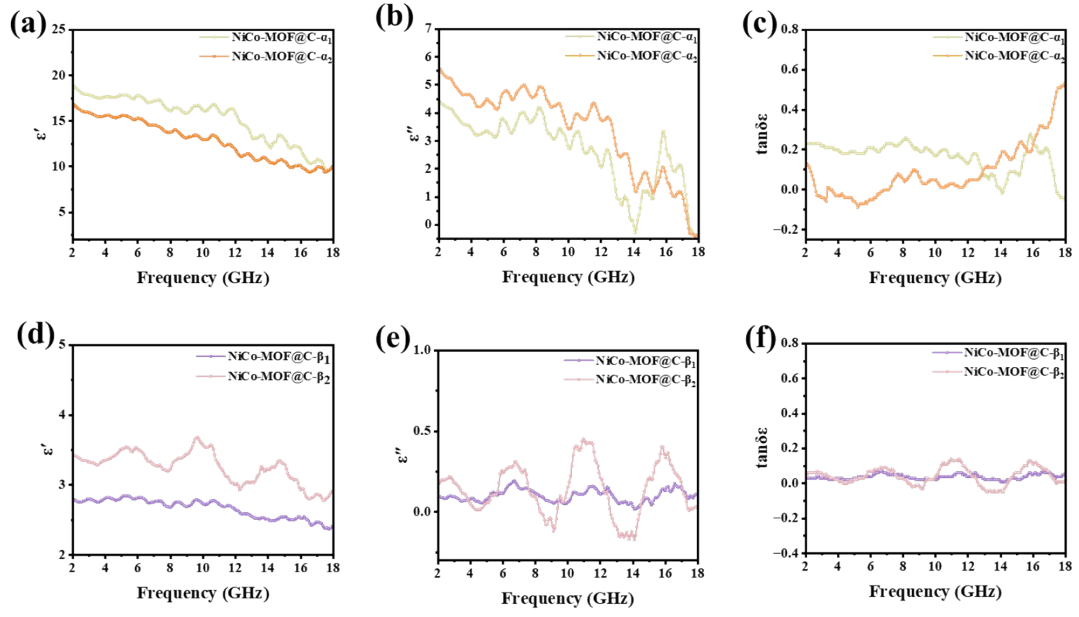 (a)
NiCo-MOF@C-α₁
NiCo-MOF@C-α₂
25
20
15
10
5
ε′
2 4 6 8 10 12 14 16 18
Frequency (GHz)
(b)
NiCo-MOF@C-α₁
NiCo-MOF@C-α₂
7
6
5
4
3
2
1
0
ε″
2 4 6 8 10 12 14 16 18
Frequency (GHz)
(c)
NiCo-MOF@C-α₁
NiCo-MOF@C-α₂
0.8
0.6
0.4
0.2
0.0
−0.2
tanδε
2 4 6 8 10 12 14 16 18
Frequency (GHz)
(d)
NiCo-MOF@C-β₁
NiCo-MOF@C-β₂
5
4
3
2
ε′
2 4 6 8 10 12 14 16 18
Frequency (GHz)
(e)
NiCo-MOF@C-β₁
NiCo-MOF@C-β₂
1.0
0.5
0.0
ε″
2 4 6 8 10 12 14 16 18
Frequency (GHz)
(f)
NiCo-MOF@C-β₁
NiCo-MOF@C-β₂
0.8
0.6
0.4
0.2
0.0
−0.2
−0.4
tanδε
2 4 6 8 10 12 14 16 18
Frequency (GHz)